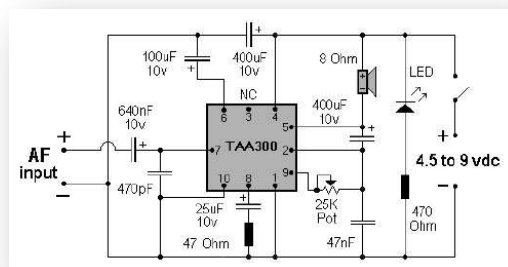 100uF
10v
400uF
10v
8 Ohm
LED
NC
640nF
10v
6 3 4
5
400uF
10v
+
AF
input
–
+
7 TAA300 2
+
4.5 to 9 vdc
–
470pF
10 8 1
9
25uF
10v
25K
Pot
47 Ohm
47nF
470
Ohm